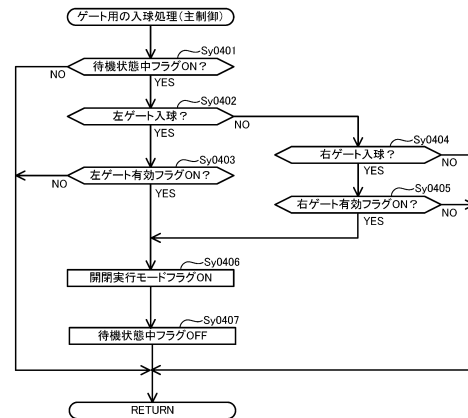 ゲート用の入球処理(主制御)
Sy0401
待機状態中フラグON?
NO
YES
Sy0402
左ゲート入球?
NO
YES
Sy0404
右ゲート入球?
NO
YES
Sy0403
左ゲート有効フラグON?
NO
YES
Sy0405
右ゲート有効フラグON?
NO
YES
Sy0406
開閉実行モードフラグON
Sy0407
待機状態中フラグOFF
RETURN